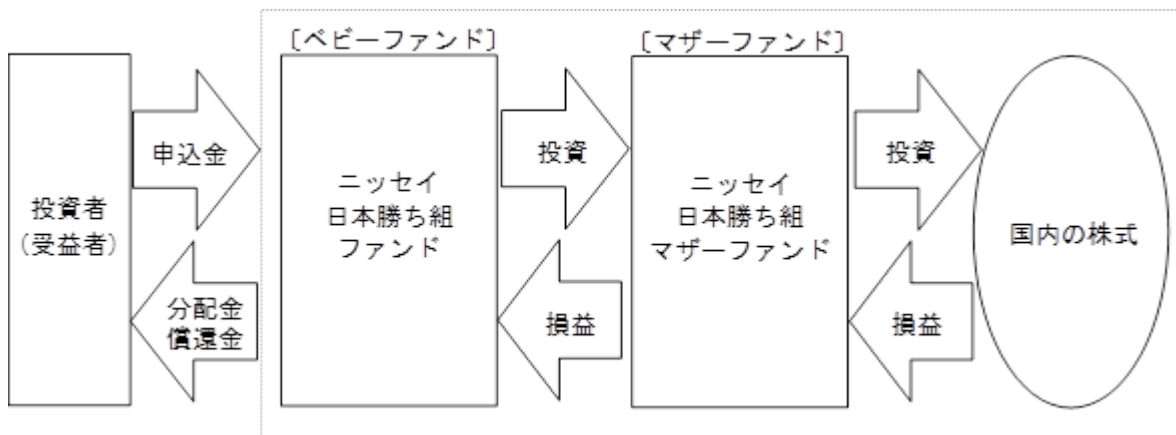 〔ベビーファンド〕
〔マザーファンド〕
投資者
（受益者）
申込金
分配金
償還金
ニッセイ
日本勝ち組
ファンド
投資
損益
ニッセイ
日本勝ち組
マザーファンド
投資
損益
国内の株式